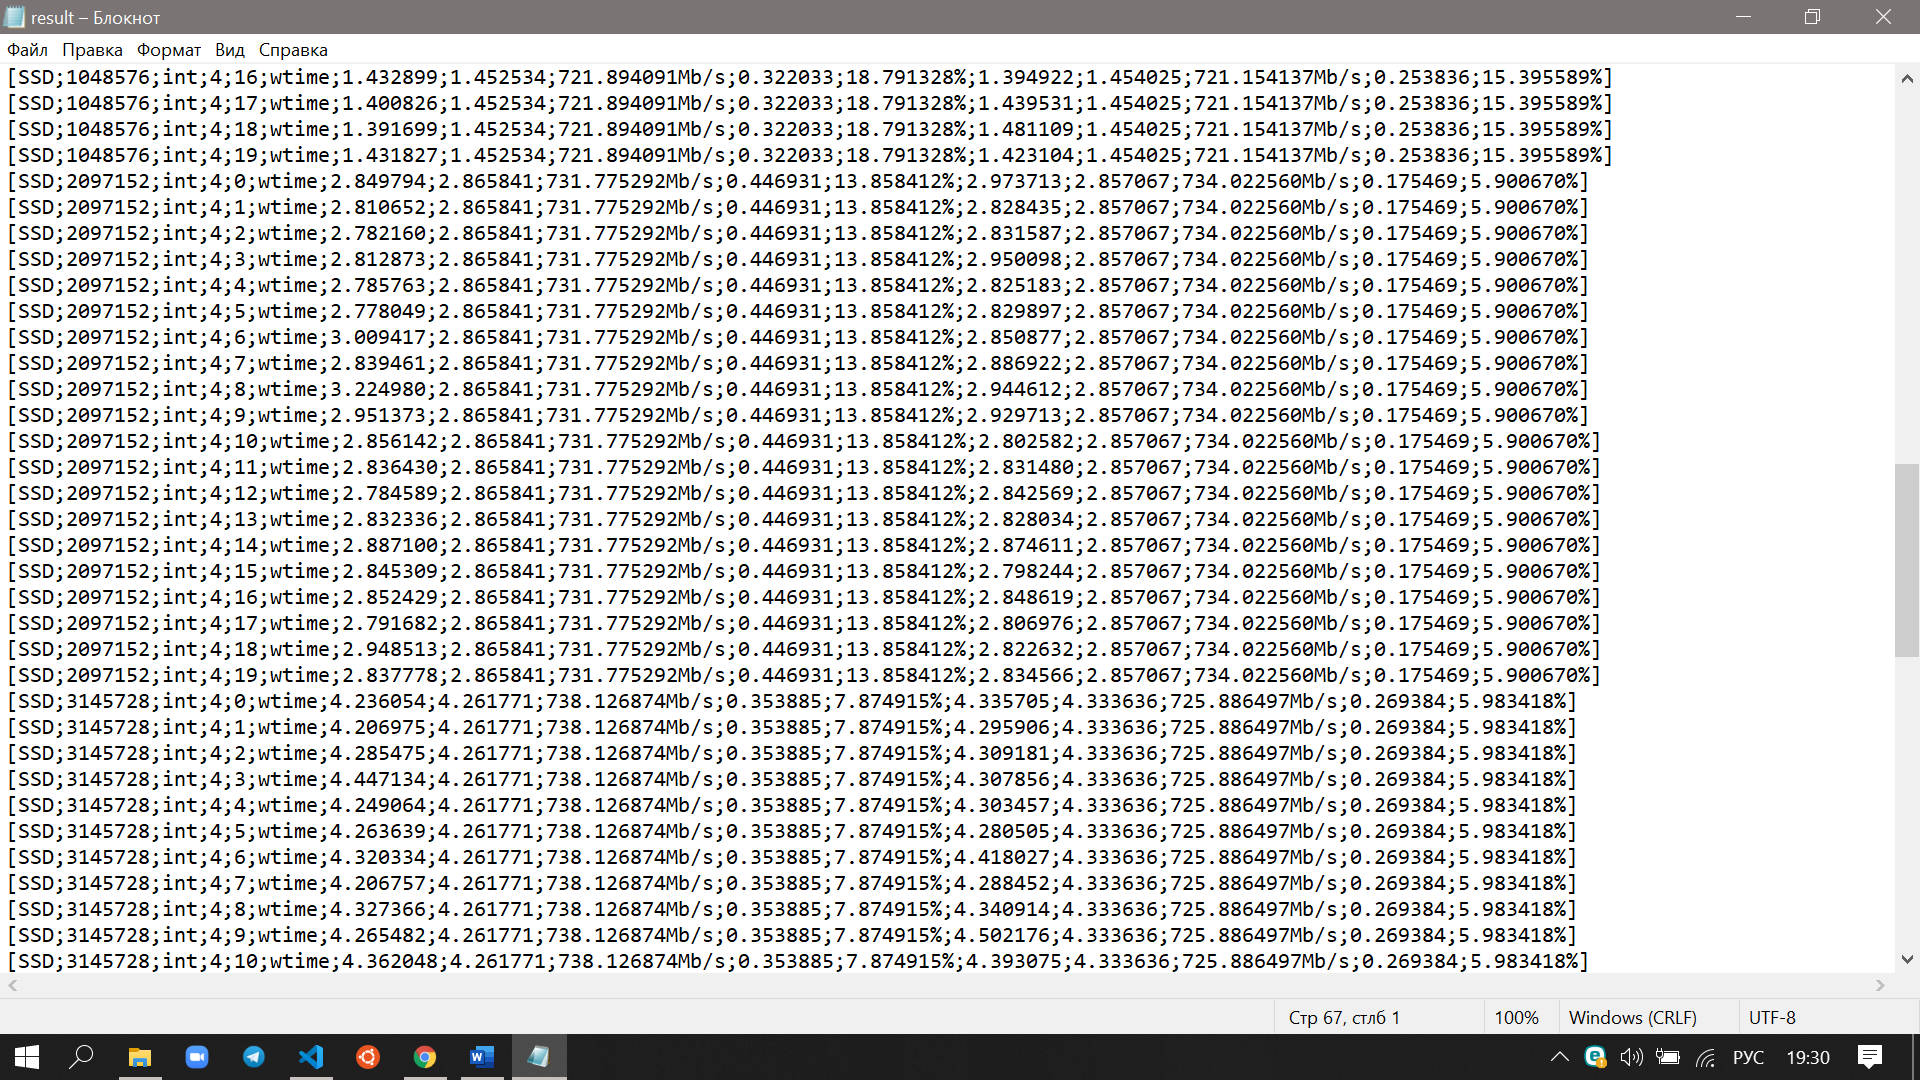 result – Блокнот
Файл Правка Формат Вид Справка
[SSD;1048576;int;4;16;wtime;1.432899;1.452534;721.894091Mb/s;0.322033;18.791328%;1.394922;1.454025;721.154137Mb/s;0.253836;15.395589%]
[SSD;1048576;int;4;17;wtime;1.400826;1.452534;721.894091Mb/s;0.322033;18.791328%;1.439531;1.454025;721.154137Mb/s;0.253836;15.395589%]
[SSD;1048576;int;4;18;wtime;1.391699;1.452534;721.894091Mb/s;0.322033;18.791328%;1.481109;1.454025;721.154137Mb/s;0.253836;15.395589%]
[SSD;1048576;int;4;19;wtime;1.431827;1.452534;721.894091Mb/s;0.322033;18.791328%;1.423104;1.454025;721.154137Mb/s;0.253836;15.395589%]
[SSD;2097152;int;4;0;wtime;2.849794;2.865841;731.775292Mb/s;0.446931;13.858412%;2.973713;2.857067;734.022560Mb/s;0.175469;5.900670%]
[SSD;2097152;int;4;1;wtime;2.810652;2.865841;731.775292Mb/s;0.446931;13.858412%;2.828435;2.857067;734.022560Mb/s;0.175469;5.900670%]
[SSD;2097152;int;4;2;wtime;2.782160;2.865841;731.775292Mb/s;0.446931;13.858412%;2.831587;2.857067;734.022560Mb/s;0.175469;5.900670%]
[SSD;2097152;int;4;3;wtime;2.812873;2.865841;731.775292Mb/s;0.446931;13.858412%;2.950098;2.857067;734.022560Mb/s;0.175469;5.900670%]
[SSD;2097152;int;4;4;wtime;2.785763;2.865841;731.775292Mb/s;0.446931;13.858412%;2.825183;2.857067;734.022560Mb/s;0.175469;5.900670%]
[SSD;2097152;int;4;5;wtime;2.778049;2.865841;731.775292Mb/s;0.446931;13.858412%;2.829897;2.857067;734.022560Mb/s;0.175469;5.900670%]
[SSD;2097152;int;4;6;wtime;3.009417;2.865841;731.775292Mb/s;0.446931;13.858412%;2.850877;2.857067;734.022560Mb/s;0.175469;5.900670%]
[SSD;2097152;int;4;7;wtime;2.839461;2.865841;731.775292Mb/s;0.446931;13.858412%;2.886922;2.857067;734.022560Mb/s;0.175469;5.900670%]
[SSD;2097152;int;4;8;wtime;3.224980;2.865841;731.775292Mb/s;0.446931;13.858412%;2.944612;2.857067;734.022560Mb/s;0.175469;5.900670%]
[SSD;2097152;int;4;9;wtime;2.951373;2.865841;731.775292Mb/s;0.446931;13.858412%;2.929713;2.857067;734.022560Mb/s;0.175469;5.900670%]
[SSD;2097152;int;4;10;wtime;2.856142;2.865841;731.775292Mb/s;0.446931;13.858412%;2.802582;2.857067;734.022560Mb/s;0.175469;5.900670%]
[SSD;2097152;int;4;11;wtime;2.836430;2.865841;731.775292Mb/s;0.446931;13.858412%;2.831480;2.857067;734.022560Mb/s;0.175469;5.900670%]
[SSD;2097152;int;4;12;wtime;2.784589;2.865841;731.775292Mb/s;0.446931;13.858412%;2.842569;2.857067;734.022560Mb/s;0.175469;5.900670%]
[SSD;2097152;int;4;13;wtime;2.832336;2.865841;731.775292Mb/s;0.446931;13.858412%;2.828034;2.857067;734.022560Mb/s;0.175469;5.900670%]
[SSD;2097152;int;4;14;wtime;2.887100;2.865841;731.775292Mb/s;0.446931;13.858412%;2.874611;2.857067;734.022560Mb/s;0.175469;5.900670%]
[SSD;2097152;int;4;15;wtime;2.845309;2.865841;731.775292Mb/s;0.446931;13.858412%;2.798244;2.857067;734.022560Mb/s;0.175469;5.900670%]
[SSD;2097152;int;4;16;wtime;2.852429;2.865841;731.775292Mb/s;0.446931;13.858412%;2.848619;2.857067;734.022560Mb/s;0.175469;5.900670%]
[SSD;2097152;int;4;17;wtime;2.791682;2.865841;731.775292Mb/s;0.446931;13.858412%;2.806976;2.857067;734.022560Mb/s;0.175469;5.900670%]
[SSD;2097152;int;4;18;wtime;2.948513;2.865841;731.775292Mb/s;0.446931;13.858412%;2.822632;2.857067;734.022560Mb/s;0.175469;5.900670%]
[SSD;2097152;int;4;19;wtime;2.837778;2.865841;731.775292Mb/s;0.446931;13.858412%;2.834566;2.857067;734.022560Mb/s;0.175469;5.900670%]
[SSD;3145728;int;4;0;wtime;4.236054;4.261771;738.126874Mb/s;0.353885;7.874915%;4.335705;4.333636;725.886497Mb/s;0.269384;5.983418%]
[SSD;3145728;int;4;1;wtime;4.206975;4.261771;738.126874Mb/s;0.353885;7.874915%;4.295906;4.333636;725.886497Mb/s;0.269384;5.983418%]
[SSD;3145728;int;4;2;wtime;4.285475;4.261771;738.126874Mb/s;0.353885;7.874915%;4.309181;4.333636;725.886497Mb/s;0.269384;5.983418%]
[SSD;3145728;int;4;3;wtime;4.447134;4.261771;738.126874Mb/s;0.353885;7.874915%;4.307856;4.333636;725.886497Mb/s;0.269384;5.983418%]
[SSD;3145728;int;4;4;wtime;4.249064;4.261771;738.126874Mb/s;0.353885;7.874915%;4.303457;4.333636;725.886497Mb/s;0.269384;5.983418%]
[SSD;3145728;int;4;5;wtime;4.263639;4.261771;738.126874Mb/s;0.353885;7.874915%;4.280505;4.333636;725.886497Mb/s;0.269384;5.983418%]
[SSD;3145728;int;4;6;wtime;4.320334;4.261771;738.126874Mb/s;0.353885;7.874915%;4.418027;4.333636;725.886497Mb/s;0.269384;5.983418%]
[SSD;3145728;int;4;7;wtime;4.206757;4.261771;738.126874Mb/s;0.353885;7.874915%;4.288452;4.333636;725.886497Mb/s;0.269384;5.983418%]
[SSD;3145728;int;4;8;wtime;4.327366;4.261771;738.126874Mb/s;0.353885;7.874915%;4.340914;4.333636;725.886497Mb/s;0.269384;5.983418%]
[SSD;3145728;int;4;9;wtime;4.265482;4.261771;738.126874Mb/s;0.353885;7.874915%;4.502176;4.333636;725.886497Mb/s;0.269384;5.983418%]
[SSD;3145728;int;4;10;wtime;4.362048;4.261771;738.126874Mb/s;0.353885;7.874915%;4.393075;4.333636;725.886497Mb/s;0.269384;5.983418%]
Стр 67, стлб 1 100% Windows (CRLF) UTF-8
РУС 19:30